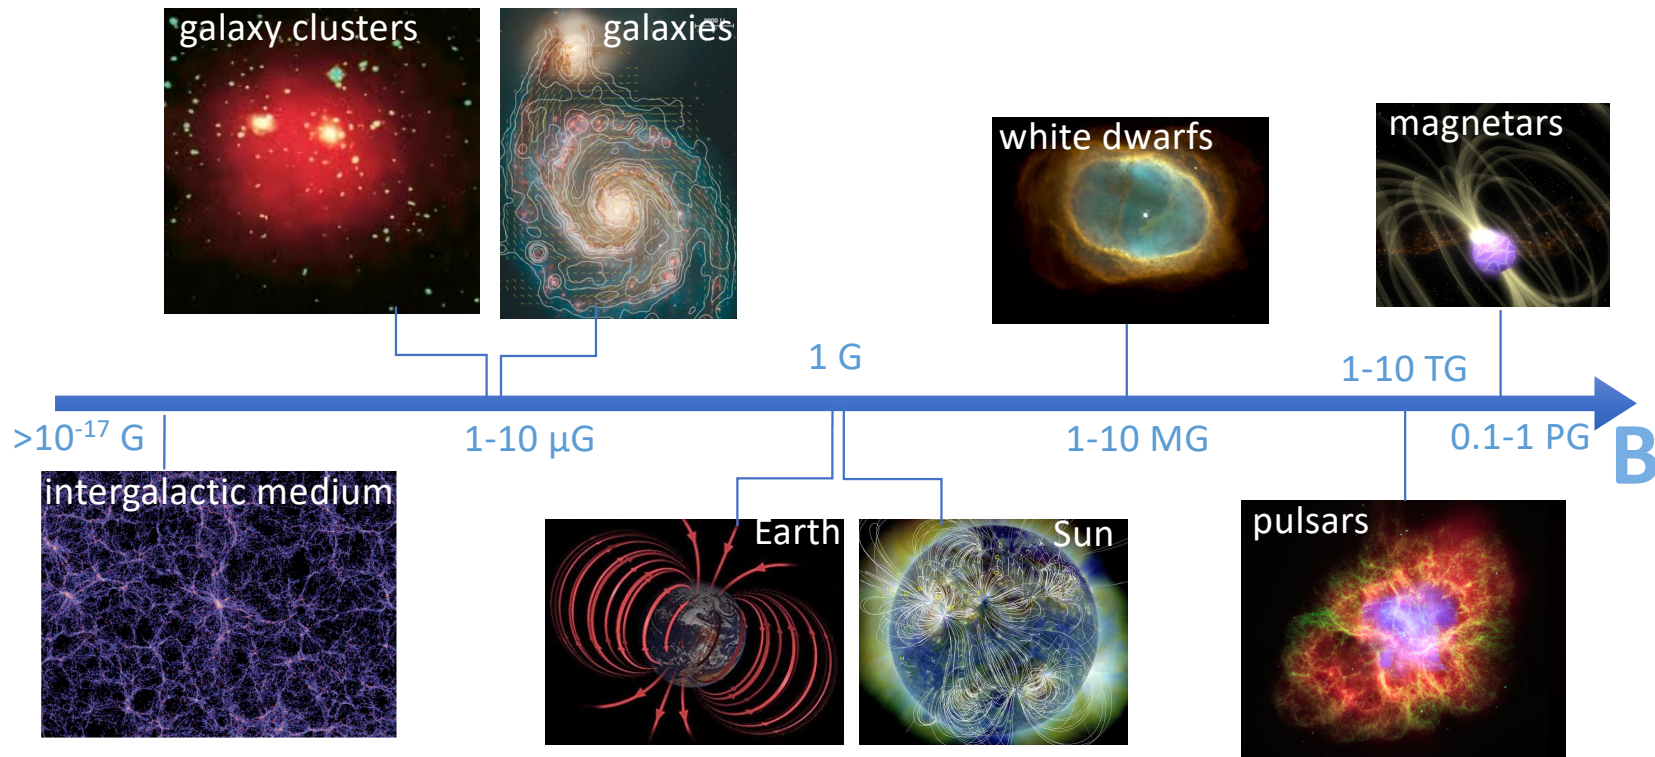 galaxy clusters
galaxies
white dwarfs
magnetars
1 G
1-10 TG
>10⁻¹⁷ G
1-10 μG
1-10 MG
0.1-1 PG
B
intergalactic medium
Earth
Sun
pulsars